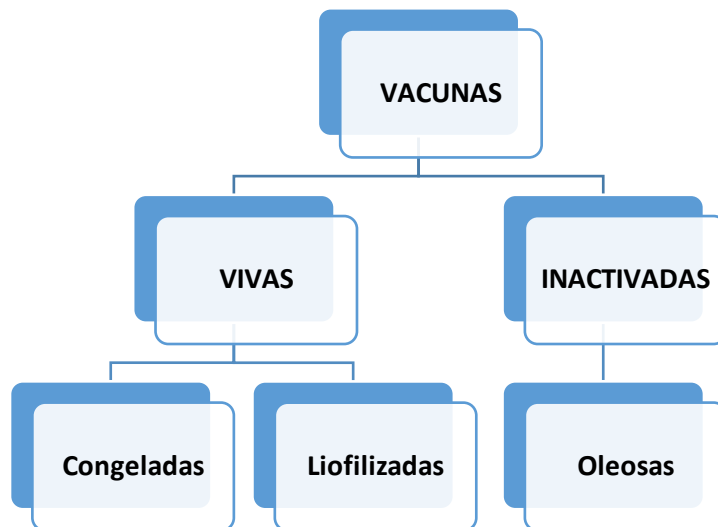 VACUNAS
VIVAS
INACTIVADAS
Congeladas
Liofilizadas
Oleosas